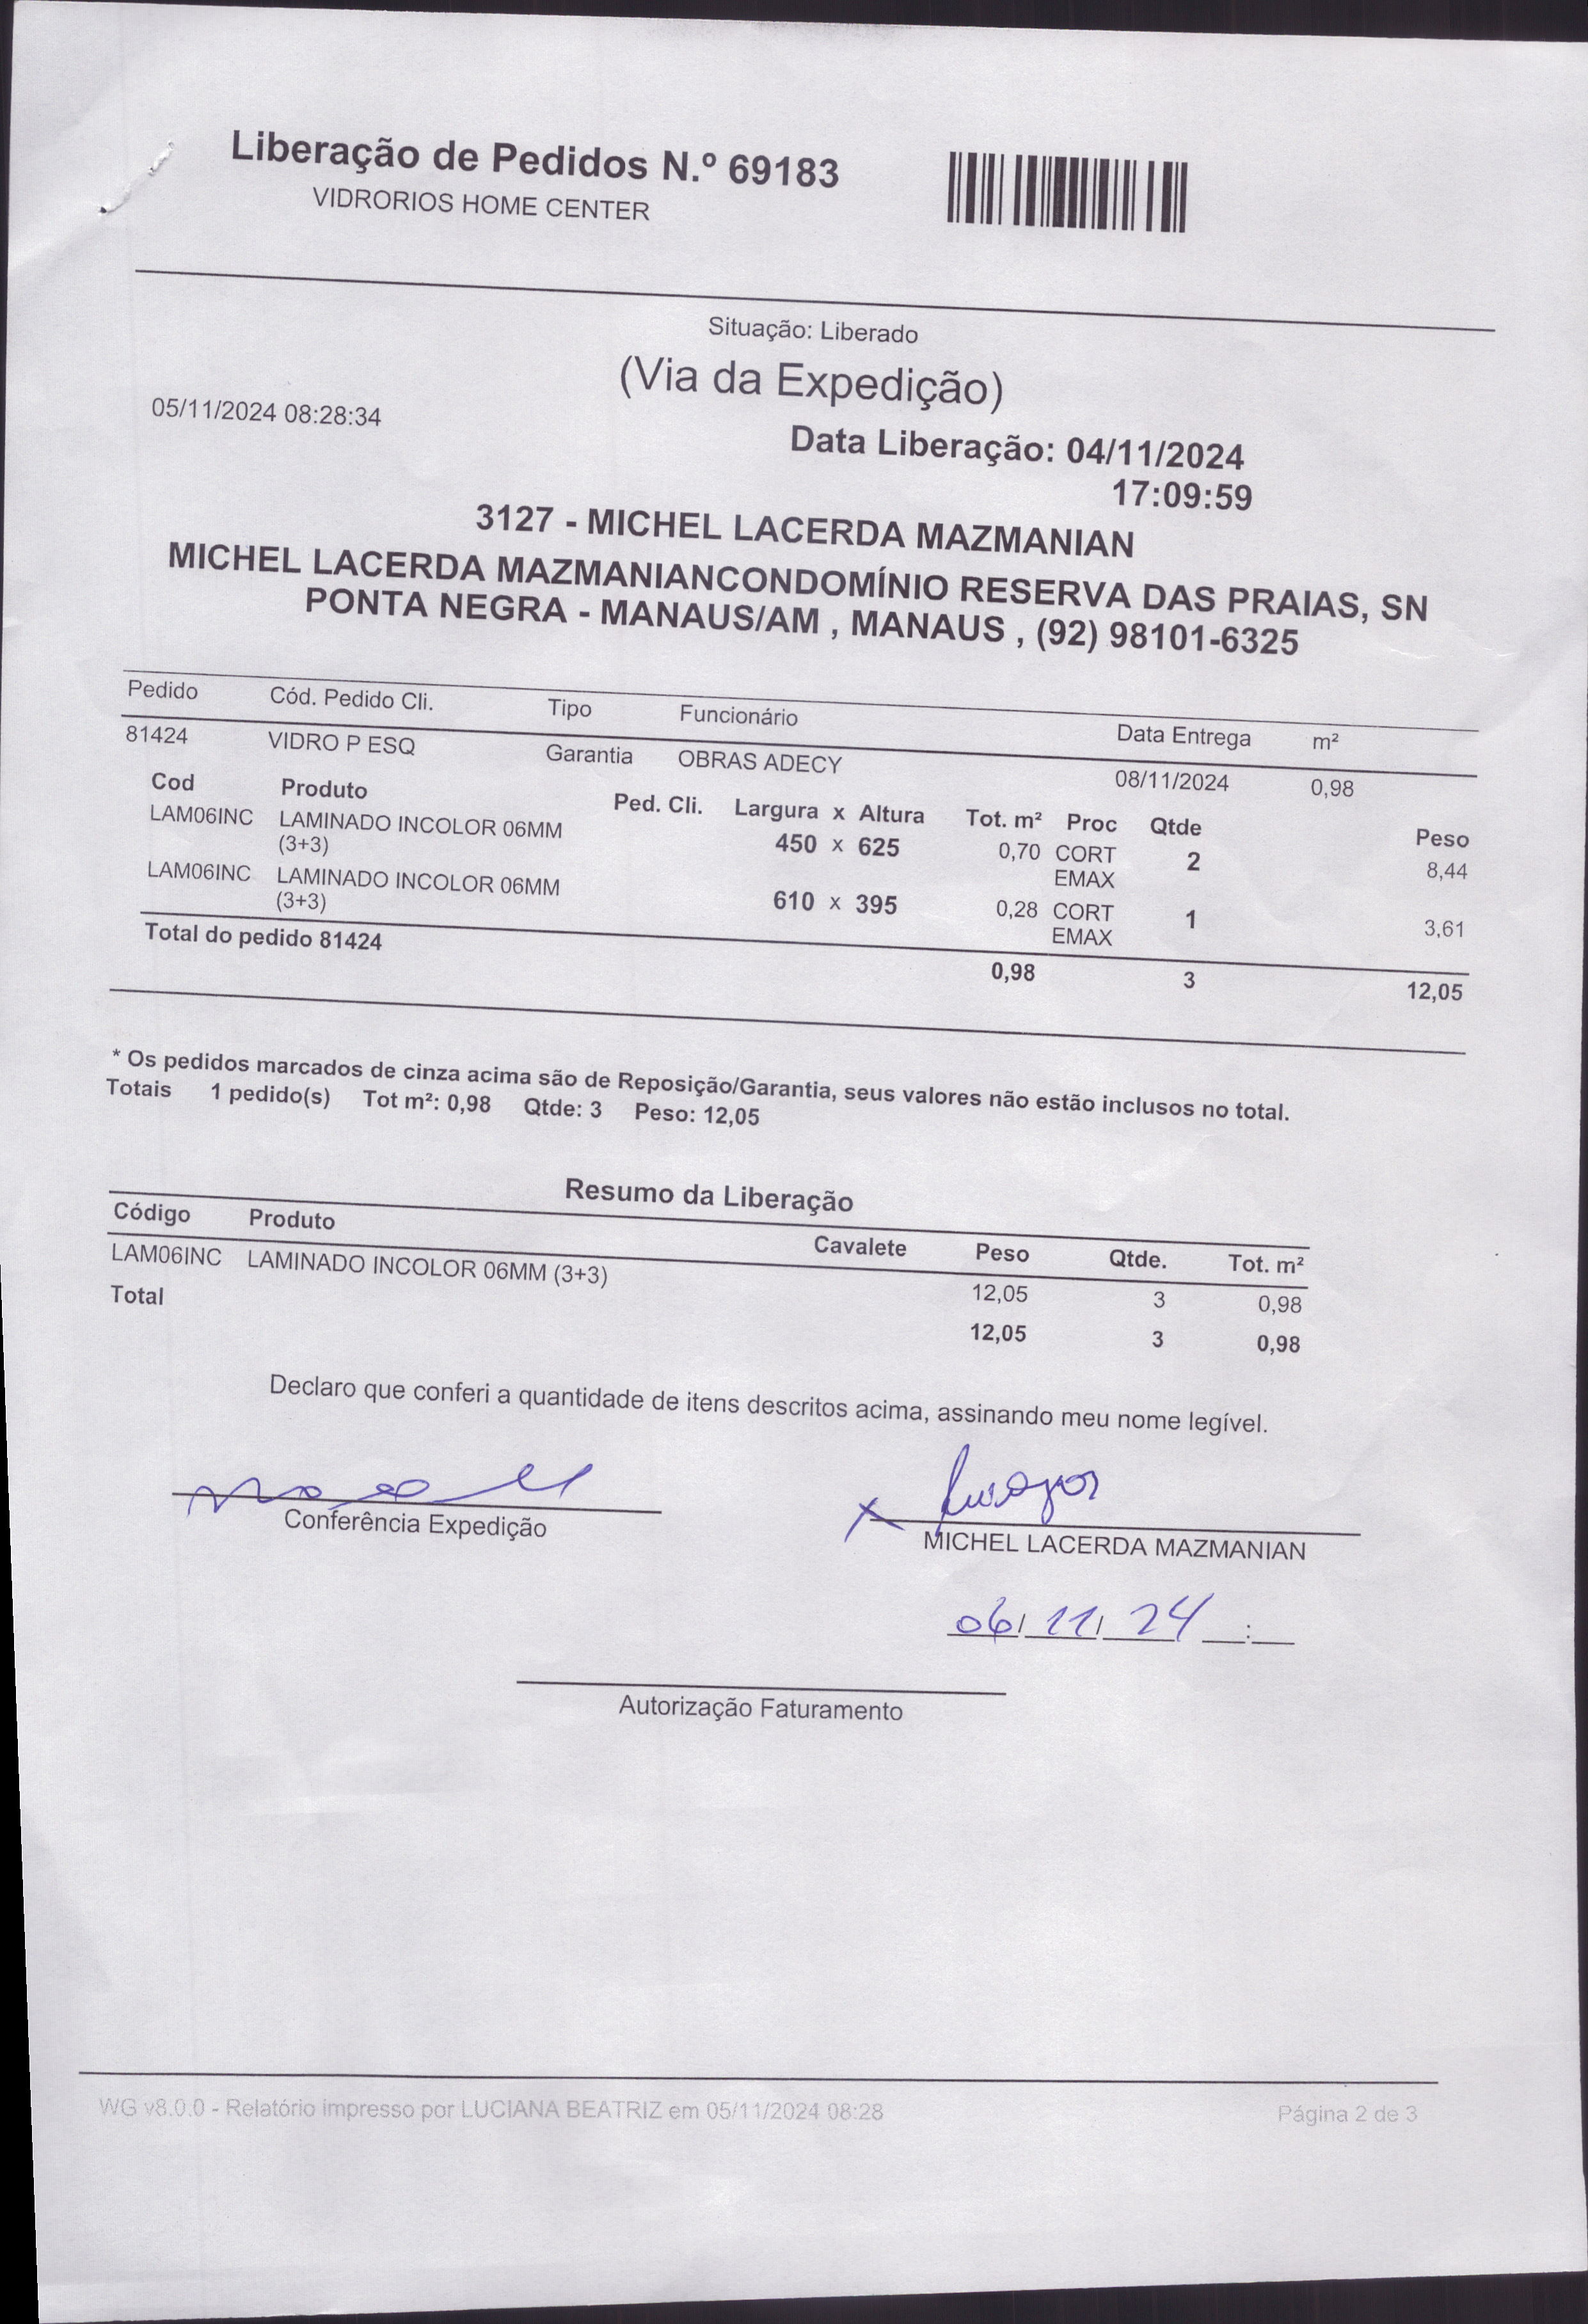 Liberação de Pedidos N.º 69183
VIDRORIOS HOME CENTER
Situação: Liberado
(Via da Expedição)
05/11/2024 08:28:34
Data Liberação: 04/11/2024
17:09:59
3127 - MICHEL LACERDA MAZMANIAN
MICHEL LACERDA MAZMANIANCONDOMÍNIO RESERVA DAS PRAIAS, SN
PONTA NEGRA - MANAUS/AM , MANAUS , (92) 98101-6325
Pedido Cód. Pedido Cli. Tipo Funcionário Data Entrega m²
81424 VIDRO P ESQ Garantia OBRAS ADECY 08/11/2024 0,98
Cod Produto Ped. Cli. Largura x Altura Tot. m² Proc Qtde Peso
LAM06INC LAMINADO INCOLOR 06MM 450 x 625 0,70 CORT 2 8,44
(3+3) EMAX
LAM06INC LAMINADO INCOLOR 06MM 610 x 395 0,28 CORT 1 3,61
(3+3) EMAX
Total do pedido 81424 0,98 3 12,05
* Os pedidos marcados de cinza acima são de Reposição/Garantia, seus valores não estão inclusos no total.
Totais 1 pedido(s) Tot m²: 0,98 Qtde: 3 Peso: 12,05
Resumo da Liberação
Código Produto Cavalete Peso Qtde. Tot. m²
LAM06INC LAMINADO INCOLOR 06MM (3+3) 12,05 3 0,98
Total 12,05 3 0,98
Declaro que conferi a quantidade de itens descritos acima, assinando meu nome legível.
X
Conferência Expedição MICHEL LACERDA MAZMANIAN
06/11/24 __:__
Autorização Faturamento
WG v8.0.0 - Relatório impresso por LUCIANA BEATRIZ em 05/11/2024 08:28 Página 2 de 3